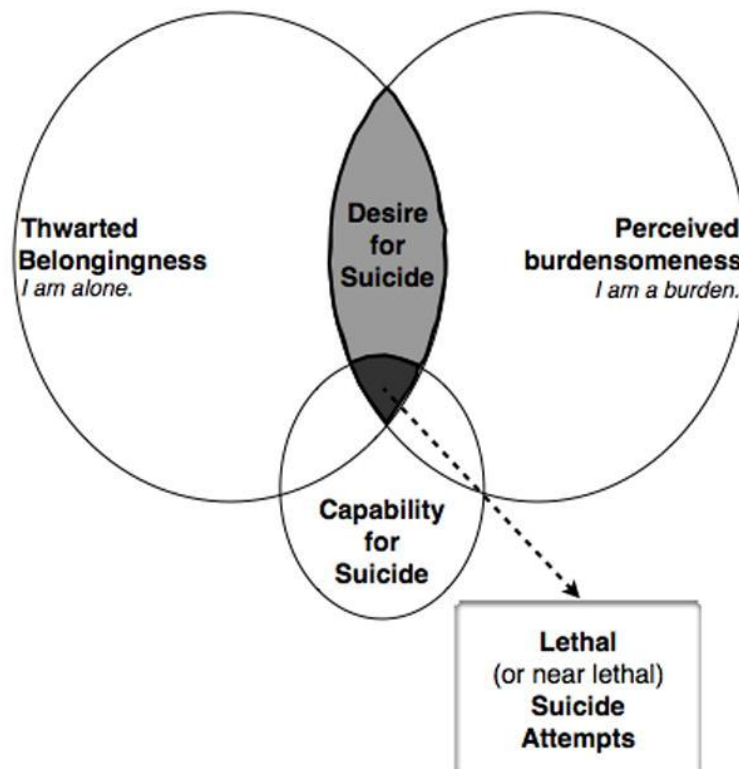 Thwarted
Belongingness
I am alone.
Desire
for
Suicide
Perceived
burdensomeness
I am a burden.
Capability
for
Suicide
Lethal
(or near lethal)
Suicide
Attempts